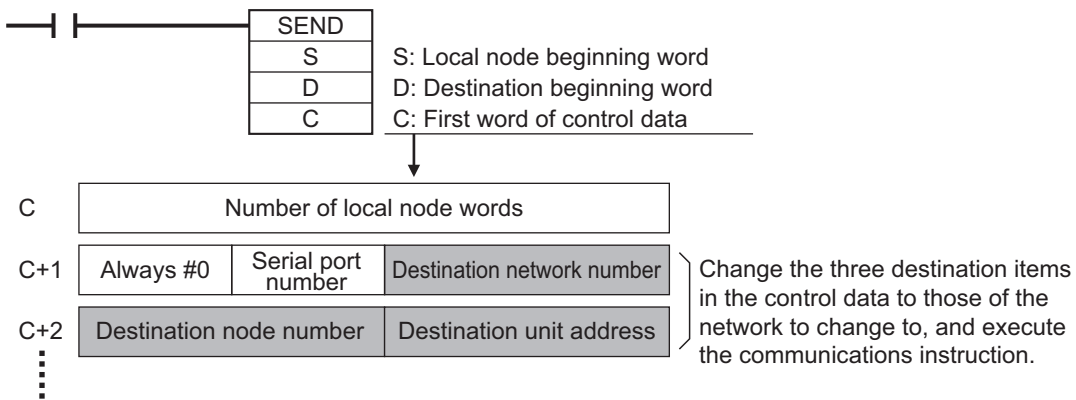 SEND
S
S: Local node beginning word
D
D: Destination beginning word
C
C: First word of control data
C
Number of local node words
C+1
Always #0
Serial port
number
Destination network number
C+2
Destination node number
Destination unit address
Change the three destination items
in the control data to those of the
network to change to, and execute
the communications instruction.